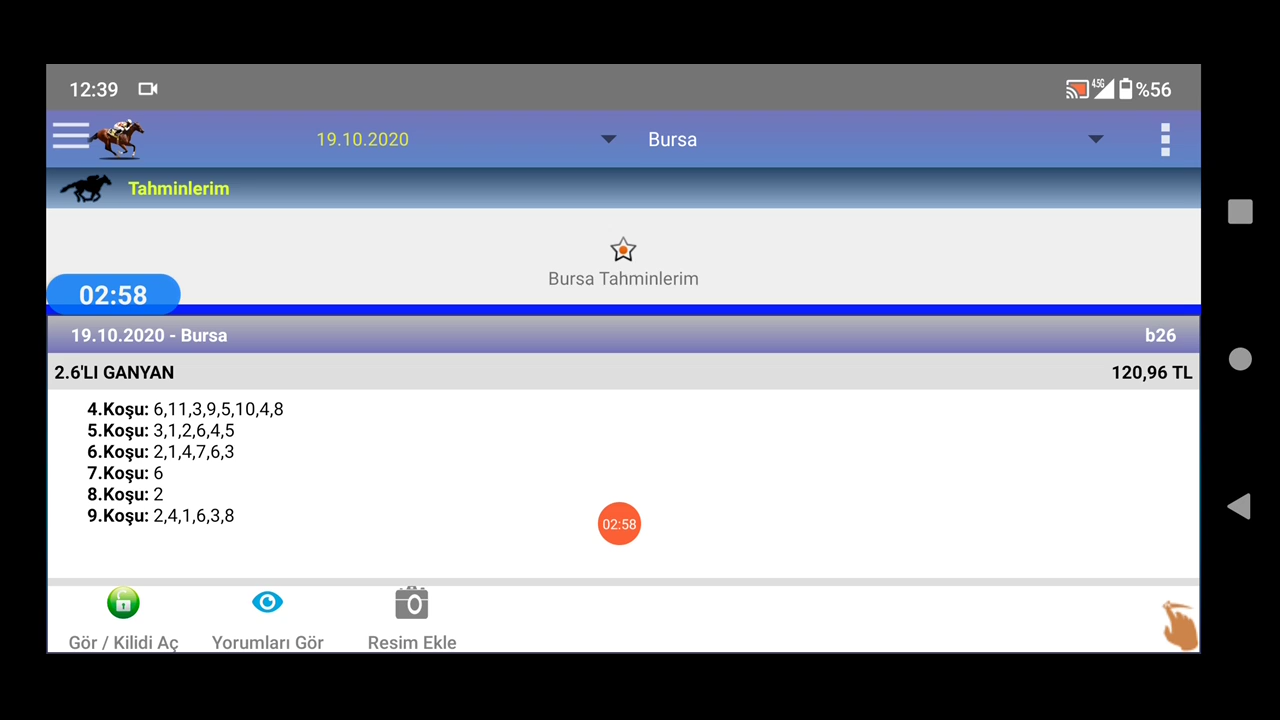 12:39
45G
%56
19.10.2020
Bursa
Tahminlerim
Bursa Tahminlerim
02:58
19.10.2020 - Bursa
b26
2.6'LI GANYAN
120,96 TL
4.Koşu: 6,11,3,9,5,10,4,8
5.Koşu: 3,1,2,6,4,5
6.Koşu: 2,1,4,7,6,3
7.Koşu: 6
8.Koşu: 2
9.Koşu: 2,4,1,6,3,8
02:58
Gör / Kilidi Aç
Yorumları Gör
Resim Ekle